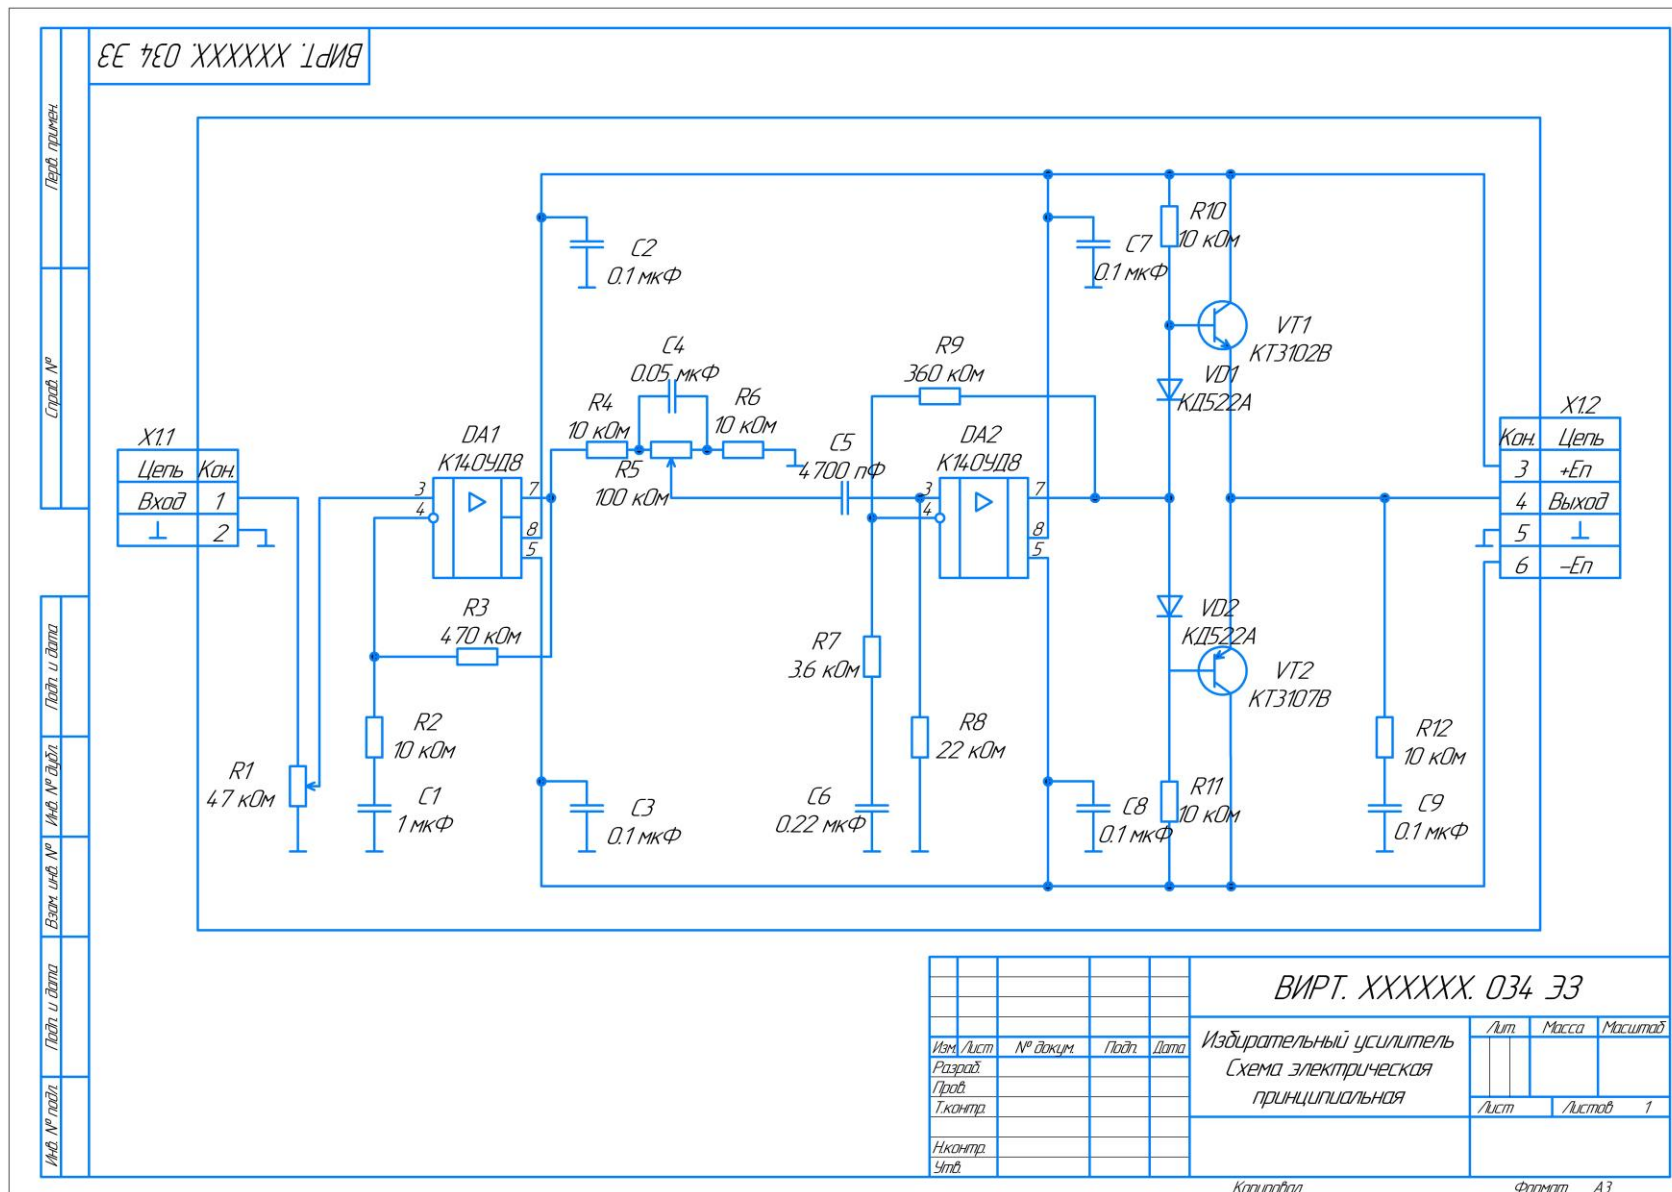 ВИРТ. XXXXXX. 034 ЭЗ
Перв. примен.
Справ. №
Подп. и дата
Инв. № дубл.
Взам. инв. №
Подп. и дата
Инв. № подл.
X1.1
Цепь Кон.
Вход 1
⊥ 2
R1
47 кОм
R2
10 кОм
C1
1 мкФ
R3
470 кОм
DA1
К140УД8
3
4
7
8
5
C2
0.1 мкФ
C3
0.1 мкФ
R4
10 кОм
C4
0.05 мкФ
R5
100 кОм
R6
10 кОм
C5
4700 пФ
R9
360 кОм
DA2
К140УД8
3
4
7
8
5
R7
3.6 кОм
C6
0.22 мкФ
R8
22 кОм
C7
0.1 мкФ
C8
0.1 мкФ
R10
10 кОм
R11
10 кОм
VT1
КТ3102В
VD1
КД522А
VD2
КД522А
VT2
КТ3107В
R12
10 кОм
C9
0.1 мкФ
X1.2
Кон. Цепь
3 +Еп
4 Выход
5 ⊥
6 –Еп
ВИРТ. XXXXXX. 034 ЭЗ
Избирательный усилитель
Схема электрическая
принципиальная
Лит. Масса Масштаб
Лист Листов 1
Изм. Лист № докум. Подп. Дата
Разраб.
Пров.
Т.контр.
Н.контр.
Утв.
Копировал
Формат А3